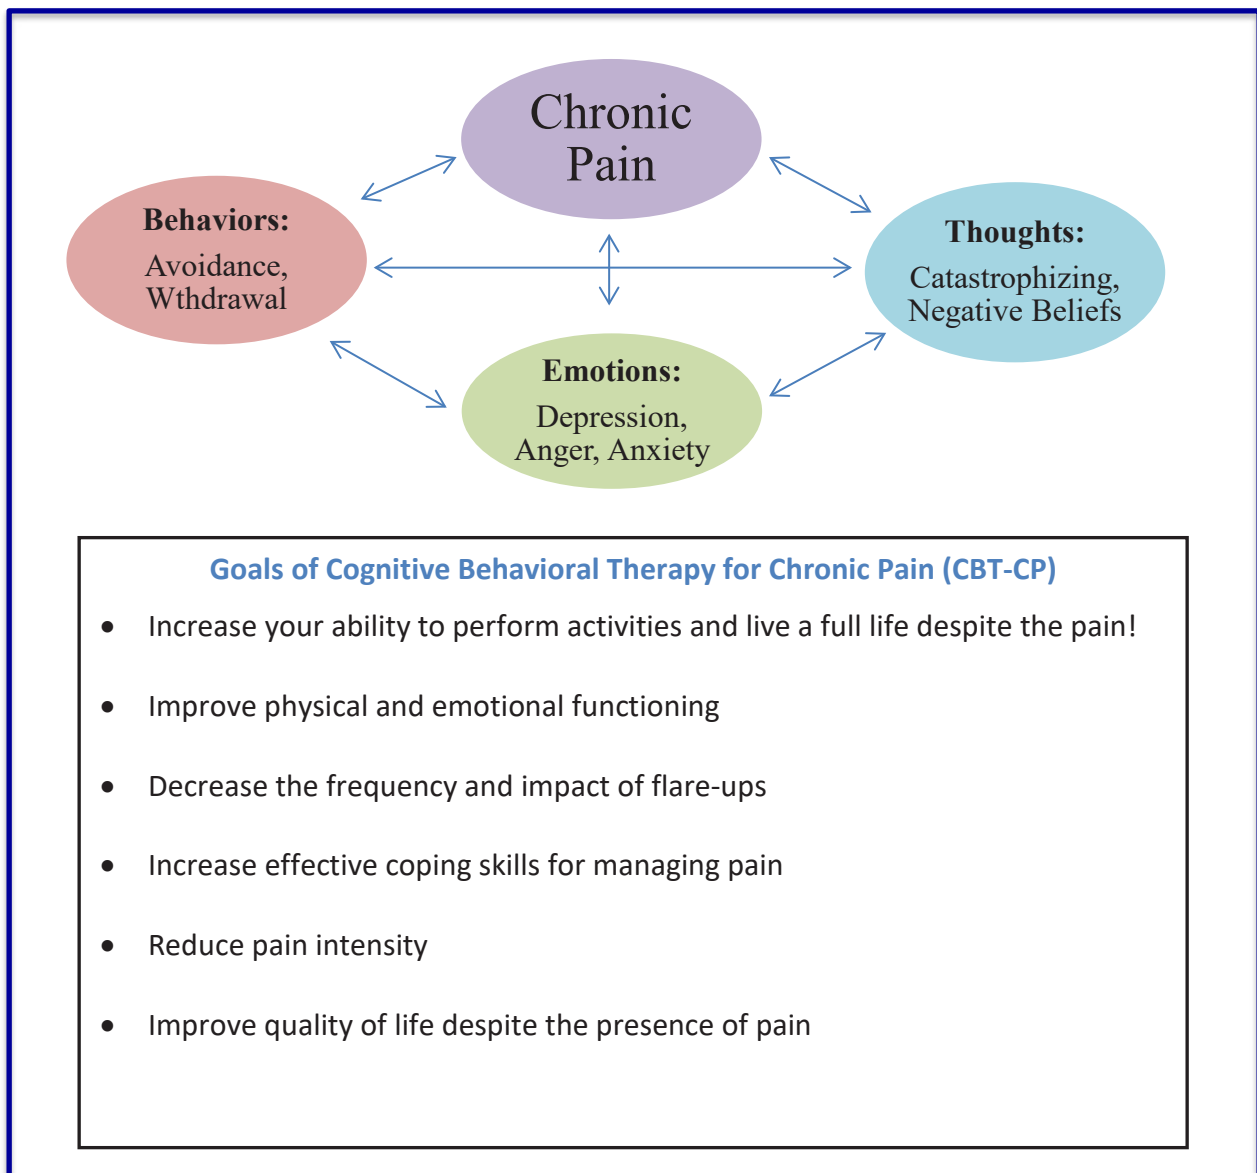 Chronic
Pain
Behaviors:
Avoidance,
Wthdrawal
Thoughts:
Catastrophizing,
Negative Beliefs
Emotions:
Depression,
Anger, Anxiety
Goals of Cognitive Behavioral Therapy for Chronic Pain (CBT-CP)
• Increase your ability to perform activities and live a full life despite the pain!
• Improve physical and emotional functioning
• Decrease the frequency and impact of flare-ups
• Increase effective coping skills for managing pain
• Reduce pain intensity
• Improve quality of life despite the presence of pain